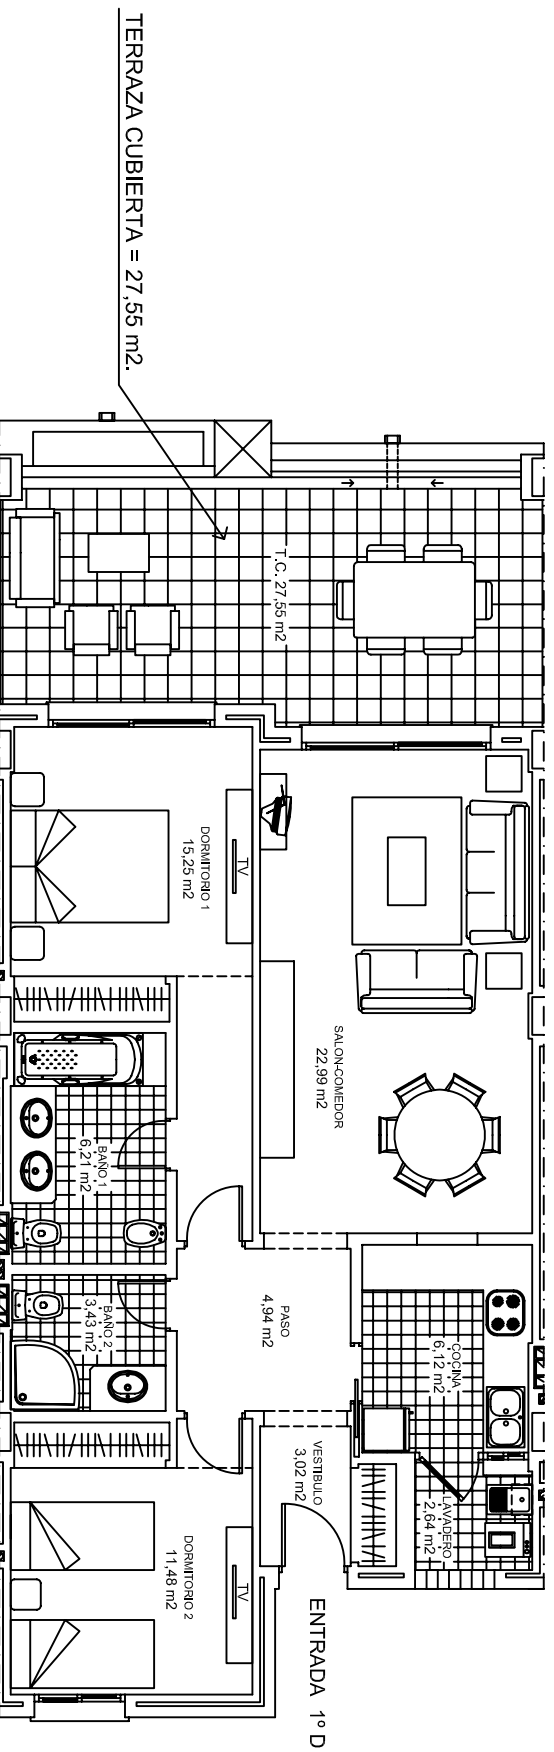 TERRAZA CUBIERTA = 27,55 m2.
T.C. 27,55 m2
DORMITORIO 1
15,25 m2
TV
SALON-COMEDOR
22,99 m2
BAÑO 1
6,21 m2
BAÑO 2
3,43 m2
PASO
4,94 m2
COCINA
6,12 m2
VESTIBULO
3,02 m2
LAVADERO
2,64 m2
DORMITORIO 2
11,48 m2
TV
ENTRADA 1º D